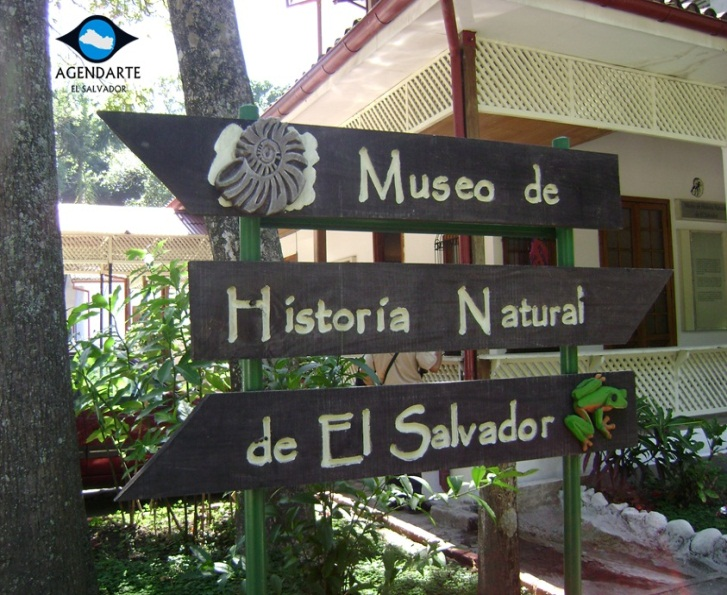 AGENDARTE
EL SALVADOR
Museo de
Historia Natural
de El Salvador